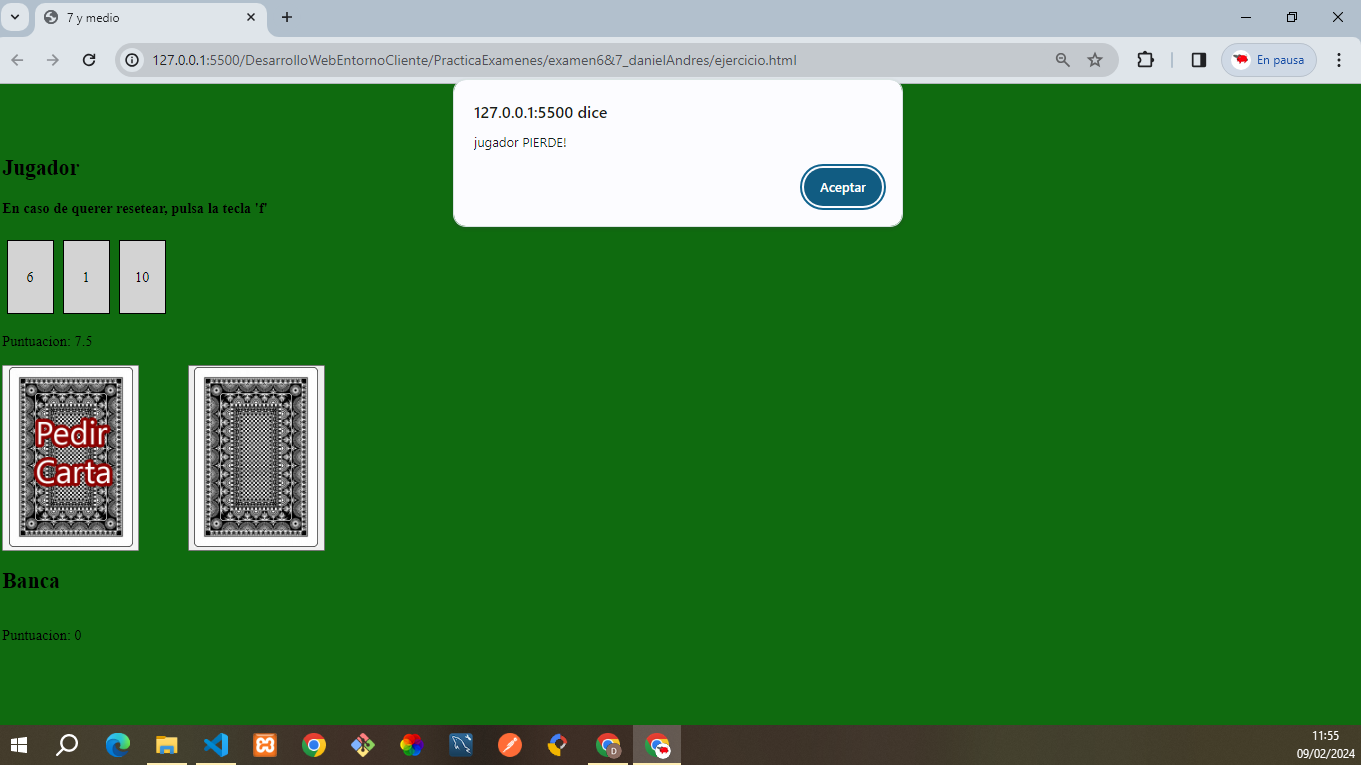 7 y medio
127.0.0.1:5500/DesarrolloWebEntornoCliente/PracticaExamenes/examen6&7_danielAndres/ejercicio.html
En pausa
127.0.0.1:5500 dice
jugador PIERDE!
Aceptar
Jugador
En caso de querer resetear, pulsa la tecla 'f'
6 1 10
Puntuacion: 7.5
Pedir
Carta
Banca
Puntuacion: 0
D
11:55
09/02/2024